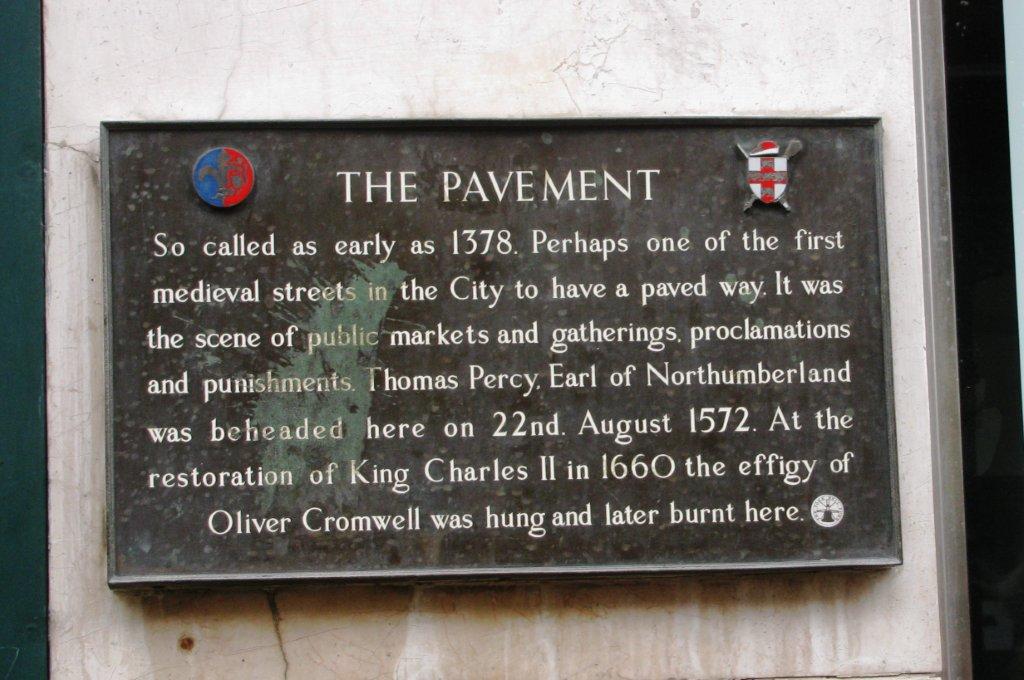 THE PAVEMENT
So called as early as 1378. Perhaps one of the first
medieval streets in the City to have a paved way. It was
the scene of public markets and gatherings, proclamations
and punishments. Thomas Percy, Earl of Northumberland
was beheaded here on 22nd. August 1572. At the
restoration of King Charles II in 1660 the effigy of
Oliver Cromwell was hung and later burnt here.